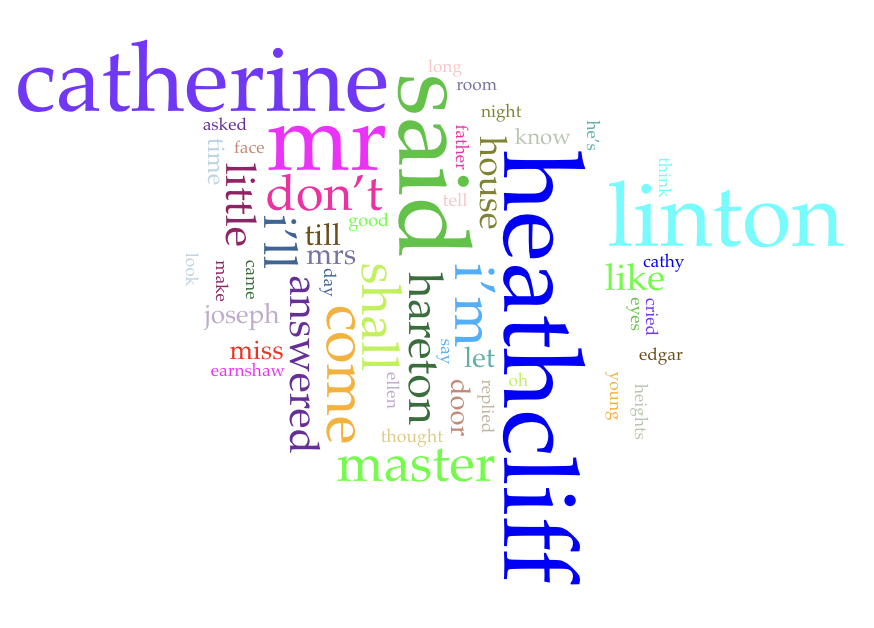 catherine
said
long
room
night
asked
mr
father
know
he's
time
face
house
heathcliff
think
little
don't
tell
linton
i'll
till
good
mrs
cathy
look
make
came
day
shall
hareton
i'm
like
answered
joseph
come
say
let
eyes
cried
miss
edgar
earnshaw
ellen
door
replied
oh
young
heights
thought
master